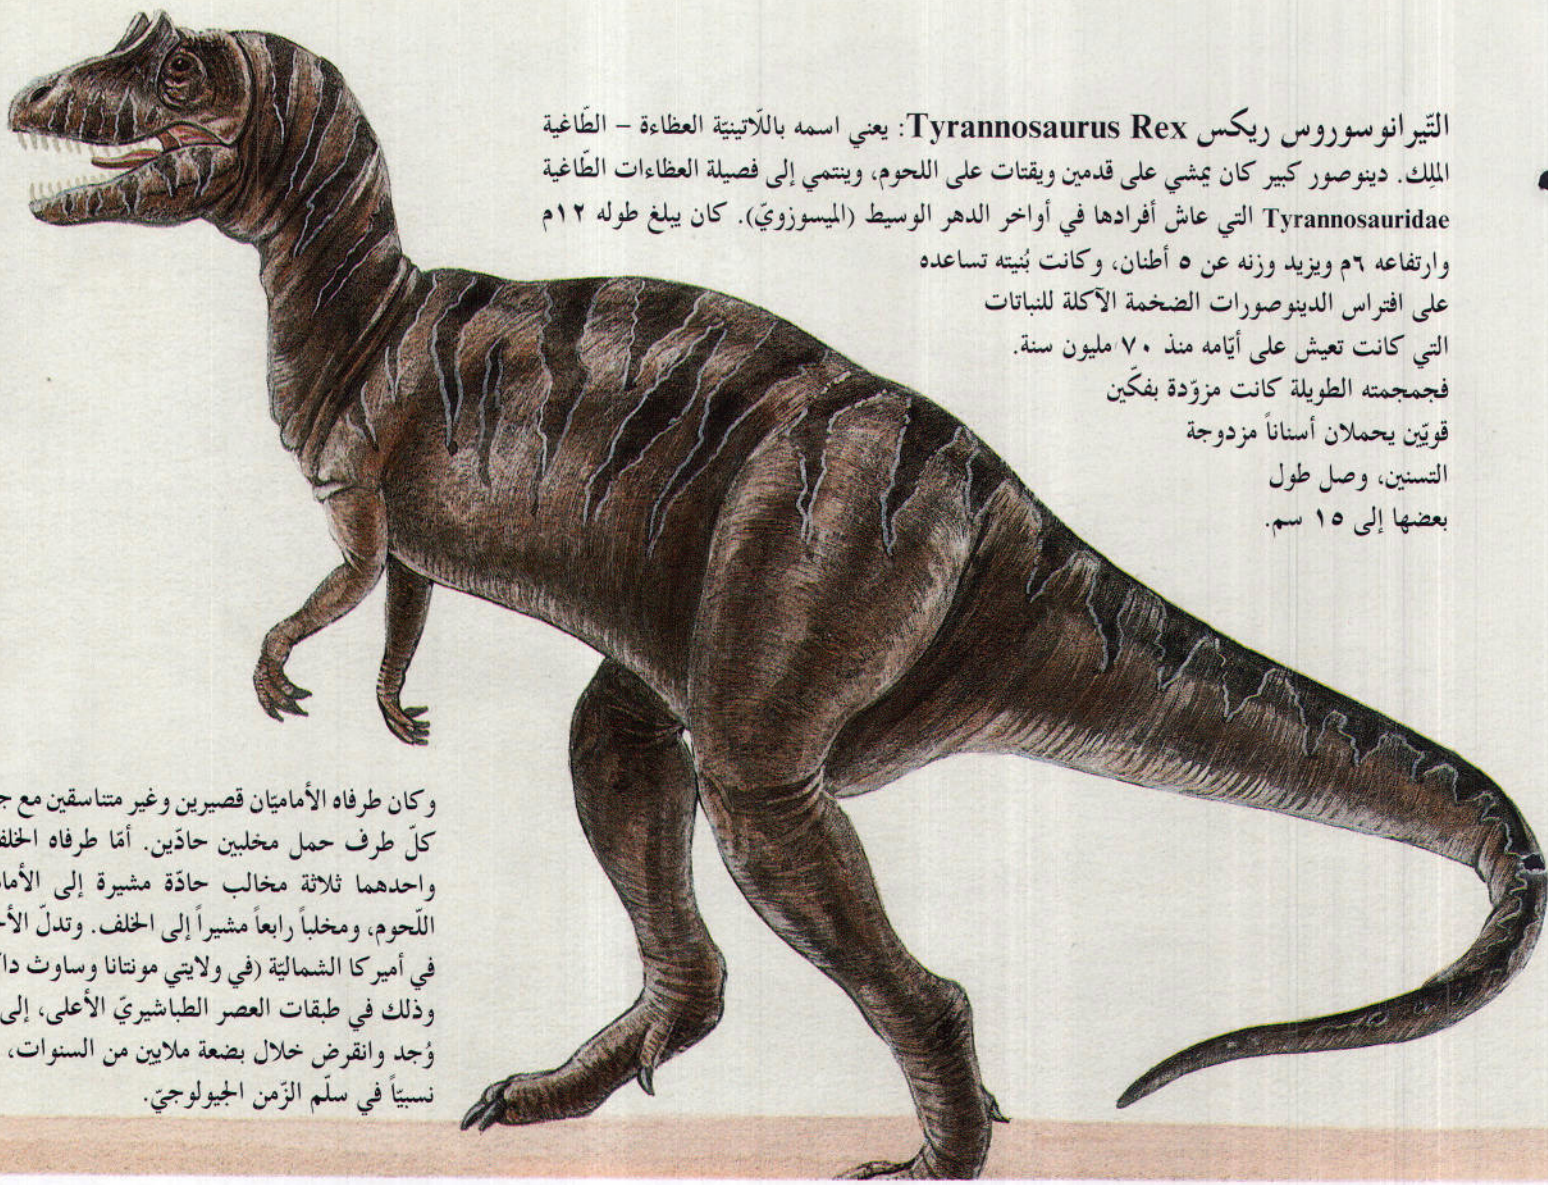 التّيرانوسوروس ريكس Tyrannosaurus Rex: يعني اسمه باللّاتينيّة العظاءة – الطّاغية
الملِك. دينوصور كبير كان يمشي على قدمين ويقتات على اللحوم، وينتمي إلى فصيلة العظاءات الطّاغية
Tyrannosauridae التي عاش أفرادها في أواخر الدهر الوسيط (الميسوزويّ). كان يبلغ طوله ١٢م
وارتفاعه ٦م ويزيد وزنه عن ٥ أطنان، وكانت بُنيته تساعده
على افتراس الدينوصورات الضخمة الآكلة للنباتات
التي كانت تعيش على أيّامه منذ ٧٠ مليون سنة.
فجمجمته الطويلة كانت مزوّدة بفكّين
قويّين يحملان أسناناً مزدوجة
التسنين، وصل طول
بعضها إلى ١٥ سم.
وكان طرفاه الأماميّان قصيرين وغير متناسقين مع
كلّ طرف حمل مخلبين حادّين. أمّا طرفاه
واحدهما ثلاثة مخالب حادّة مشيرة إلى
اللّحوم، ومخلباً رابعاً مشيراً إلى الخلف. وتدلّ
في أميركا الشماليّة (في ولايتي مونتانا وساوث
وذلك في طبقات العصر الطباشيريّ الأعلى، إلى
وُجد وانقرض خلال بضعة ملايين من السنوات،
نسبيّاً في سلّم الزّمن الجيولوجيّ.